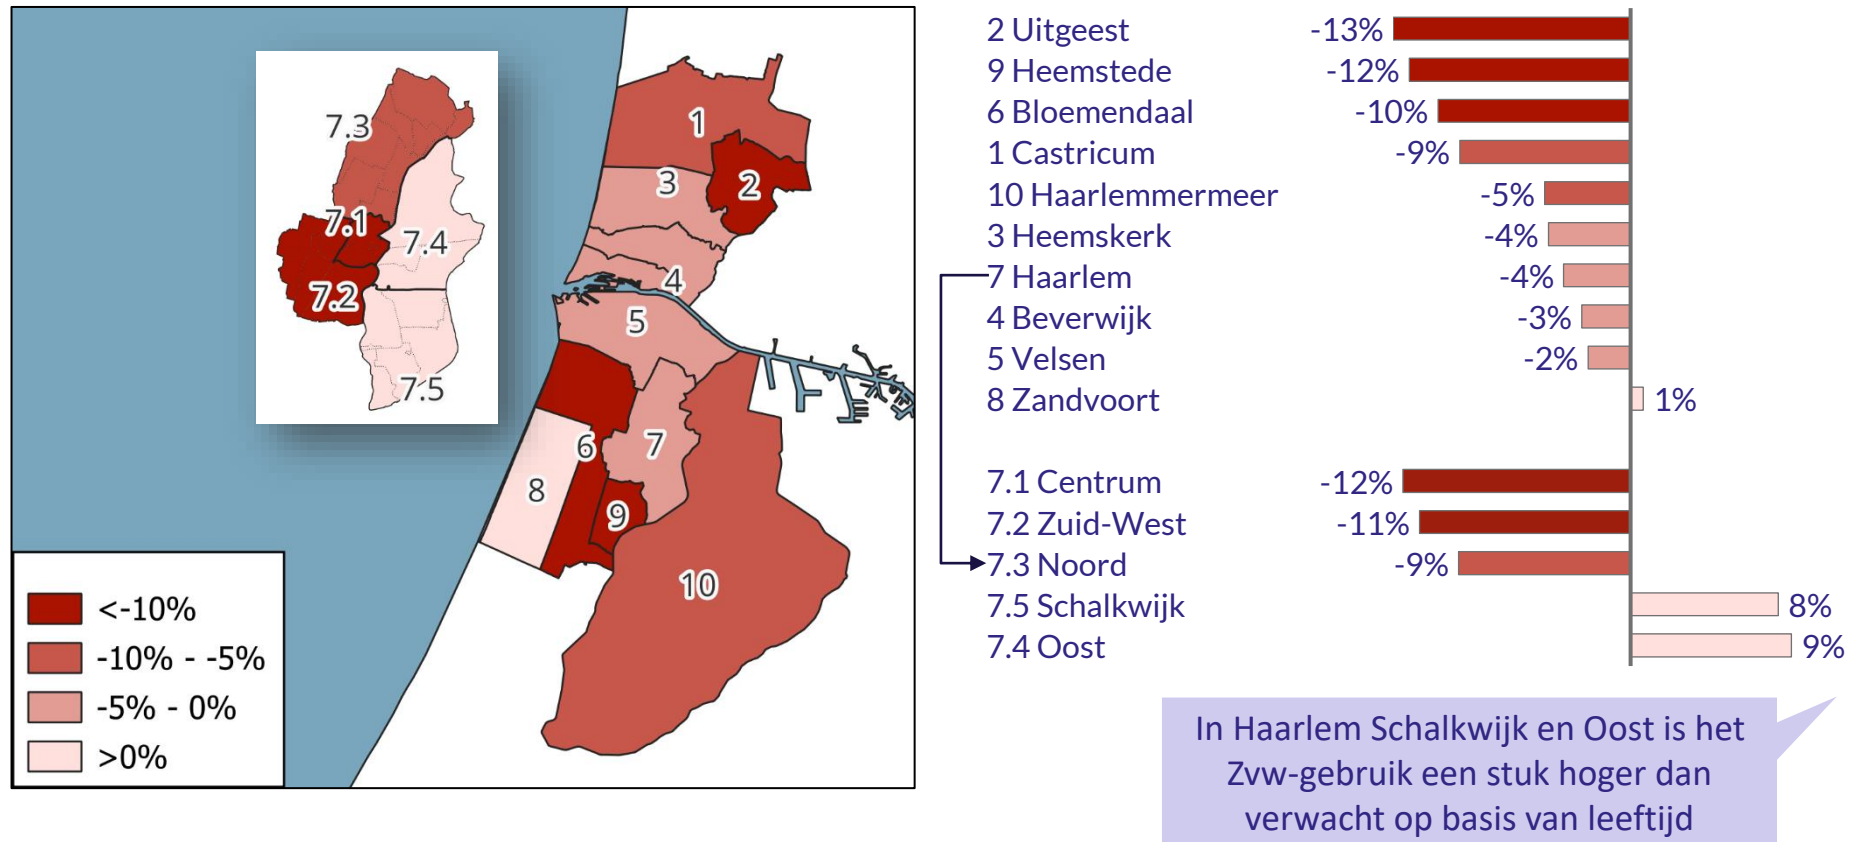 7.3
7.1
7.4
7.2
7.5
1
3
2
4
5
6
7
8
9
10
<-10%
-10% - -5%
-5% - 0%
>0%
2 Uitgeest -13%
9 Heemstede -12%
6 Bloemendaal -10%
1 Castricum -9%
10 Haarlemmermeer -5%
3 Heemskerk -4%
7 Haarlem -4%
4 Beverwijk -3%
5 Velsen -2%
8 Zandvoort 1%
7.1 Centrum -12%
7.2 Zuid-West -11%
7.3 Noord -9%
7.5 Schalkwijk 8%
7.4 Oost 9%
In Haarlem Schalkwijk en Oost is het
Zvw-gebruik een stuk hoger dan
verwacht op basis van leeftijd